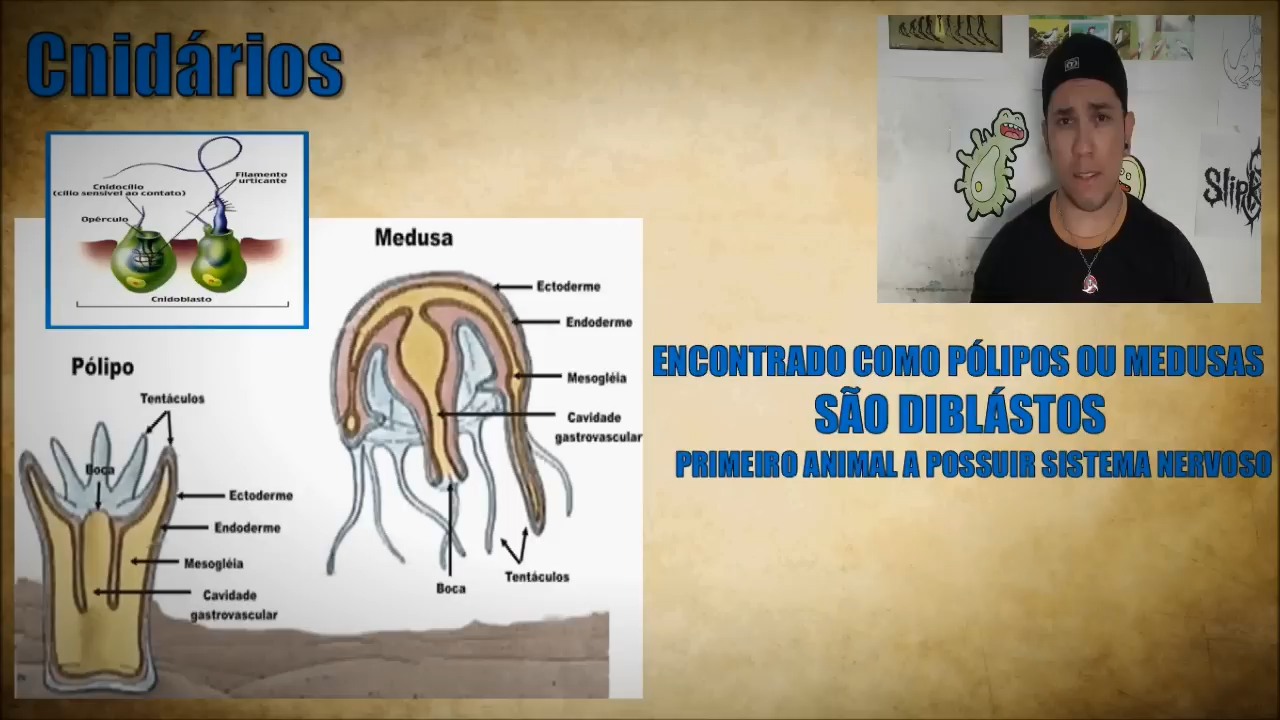 Cnidários
Cnidocílio
(cílio sensível ao contato)
Filamento
urticante
Opérculo
Cnidoblasto
Medusa
Ectoderme
Endoderme
Mesogléia
Cavidade
gastrovascular
Boca
Tentáculos
Pólipo
Tentáculos
Boca
Ectoderme
Endoderme
Mesogléia
Cavidade
gastrovascular
ENCONTRADO COMO PÓLIPOS OU MEDUSAS
SÃO DIBLÁSTOS
PRIMEIRO ANIMAL A POSSUIR SISTEMA NERVOSO